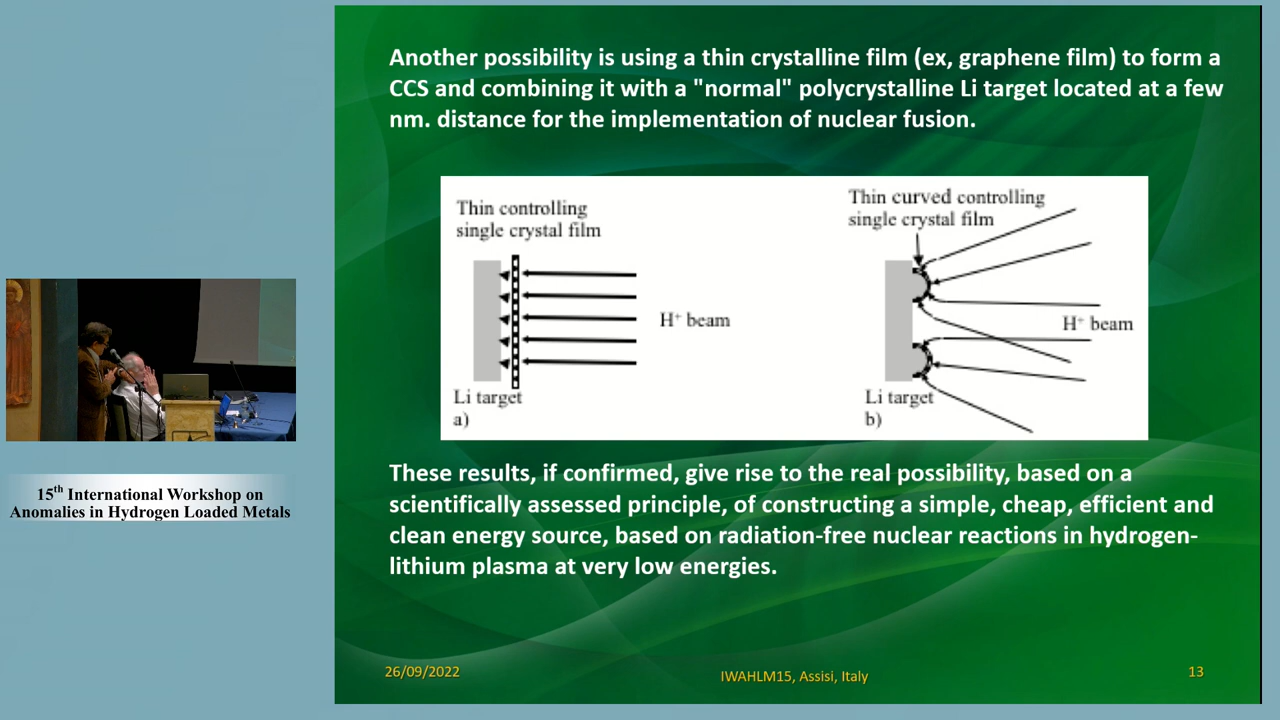 Another possibility is using a thin crystalline film (ex, graphene film) to form a
CCS and combining it with a "normal" polycrystalline Li target located at a few
nm. distance for the implementation of nuclear fusion.
Thin controlling
single crystal film
H⁺ beam
Li target
a)
Thin curved controlling
single crystal film
H⁺ beam
Li target
b)
These results, if confirmed, give rise to the real possibility, based on a
scientifically assessed principle, of constructing a simple, cheap, efficient and
clean energy source, based on radiation-free nuclear reactions in hydrogen-
lithium plasma at very low energies.
15th International Workshop on
Anomalies in Hydrogen Loaded Metals
26/09/2022
IWAHLM15, Assisi, Italy
13